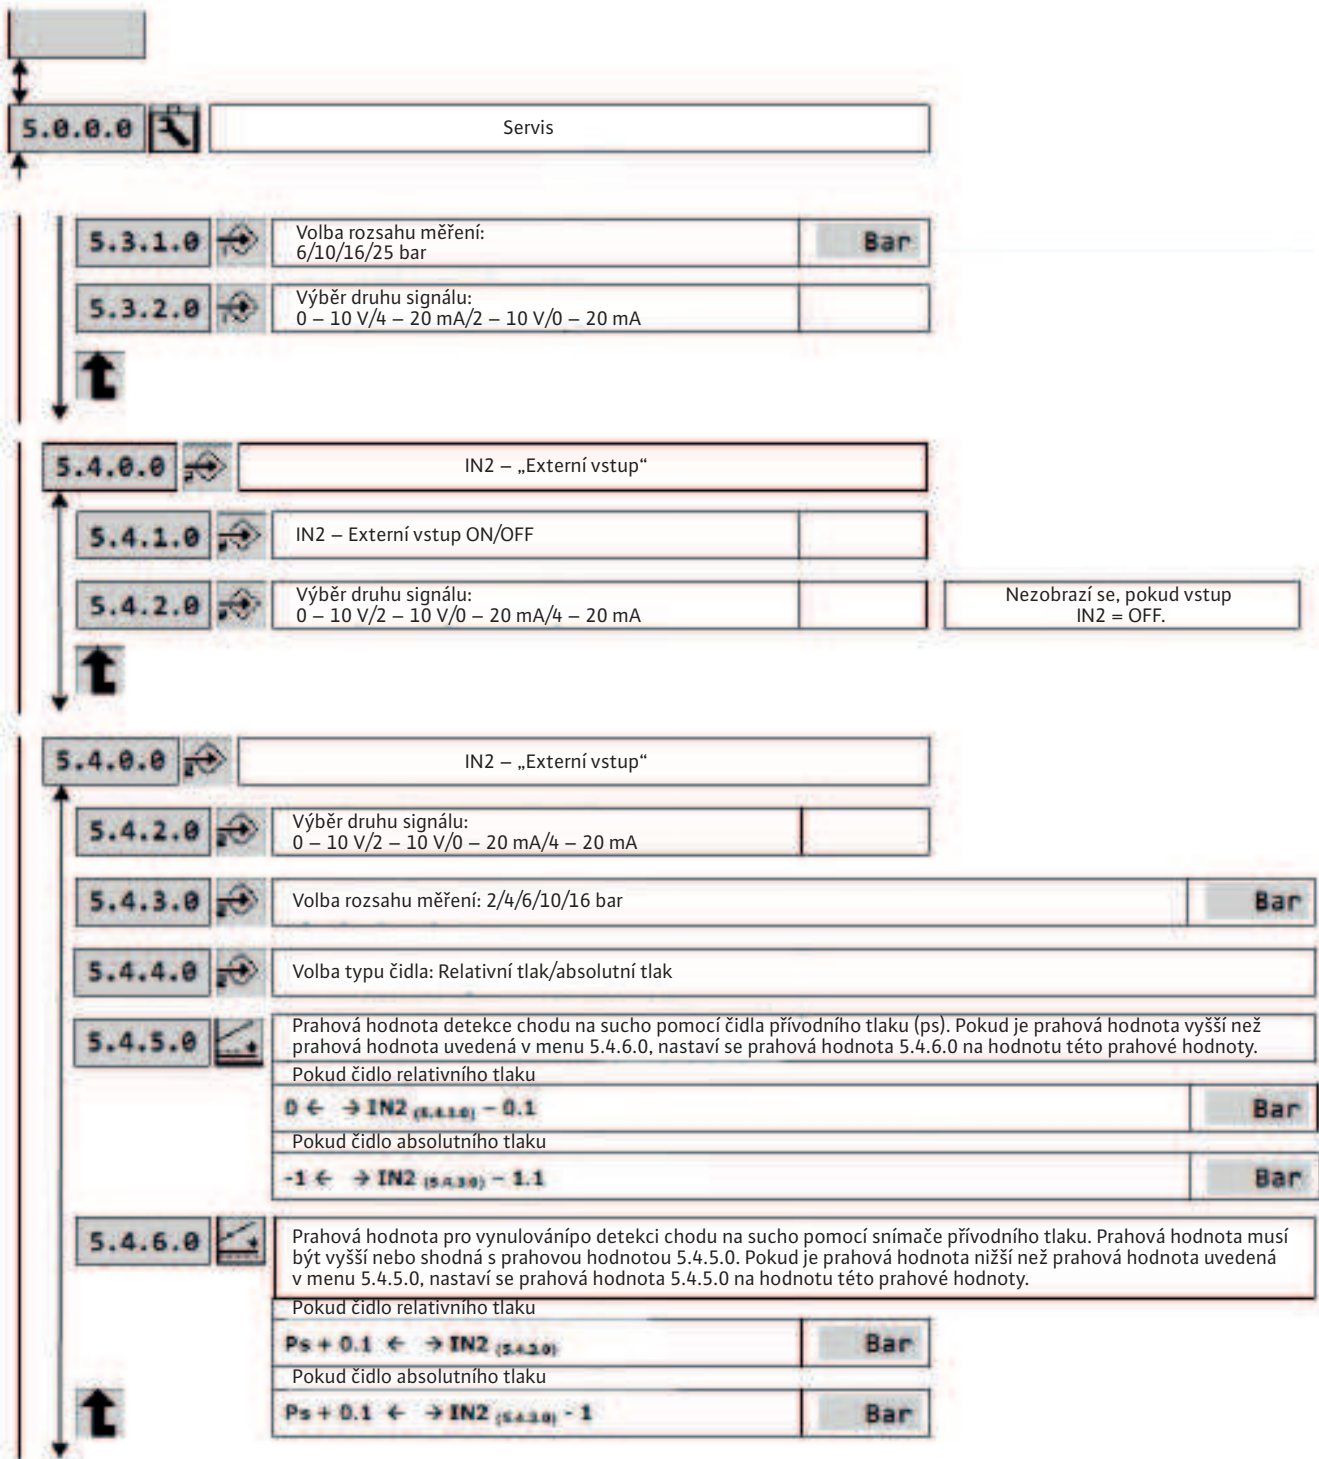 5.0.0.0 Servis
5.3.1.0 Volba rozsahu měření:
6/10/16/25 bar
Bar
5.3.2.0 Výběr druhu signálu:
0 – 10 V/4 – 20 mA/2 – 10 V/0 – 20 mA
5.4.0.0 IN2 – „Externí vstup“
5.4.1.0 IN2 – Externí vstup ON/OFF
5.4.2.0 Výběr druhu signálu:
0 – 10 V/2 – 10 V/0 – 20 mA/4 – 20 mA
Nezobrazí se, pokud vstup
IN2 = OFF.
5.4.0.0 IN2 – „Externí vstup“
5.4.2.0 Výběr druhu signálu:
0 – 10 V/2 – 10 V/0 – 20 mA/4 – 20 mA
5.4.3.0 Volba rozsahu měření: 2/4/6/10/16 bar Bar
5.4.4.0 Volba typu čidla: Relativní tlak/absolutní tlak
5.4.5.0 Prahová hodnota detekce chodu na sucho pomocí čidla přívodního tlaku (ps). Pokud je prahová hodnota vyšší než
prahová hodnota uvedená v menu 5.4.6.0, nastaví se prahová hodnota 5.4.6.0 na hodnotu této prahové hodnoty.
Pokud čidlo relativního tlaku
0 ← → IN2 (5.4.3.0) – 0.1 Bar
Pokud čidlo absolutního tlaku
-1 ← → IN2 (5.4.3.0) – 1.1 Bar
5.4.6.0 Prahová hodnota pro vynulovánípo detekci chodu na sucho pomocí snímače přívodního tlaku. Prahová hodnota musí
být vyšší nebo shodná s prahovou hodnotou 5.4.5.0. Pokud je prahová hodnota nižší než prahová hodnota uvedená
v menu 5.4.5.0, nastaví se prahová hodnota 5.4.5.0 na hodnotu této prahové hodnoty.
Pokud čidlo relativního tlaku
Ps + 0.1 ← → IN2 (5.4.3.0) Bar
Pokud čidlo absolutního tlaku
Ps + 0.1 ← → IN2 (5.4.3.0) - 1 Bar